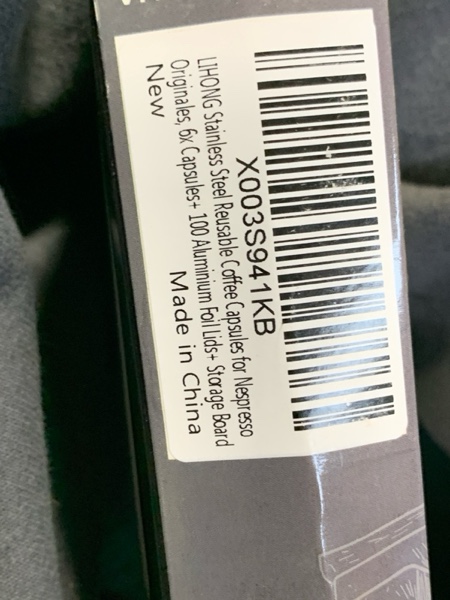 X003S941KB
LIHONG Stainless Steel Reusable Coffee Capsules for Nespresso
Originales, 6x Capsules+ 100 Aluminium Foil Lids+ Storage Board
New
Made in China